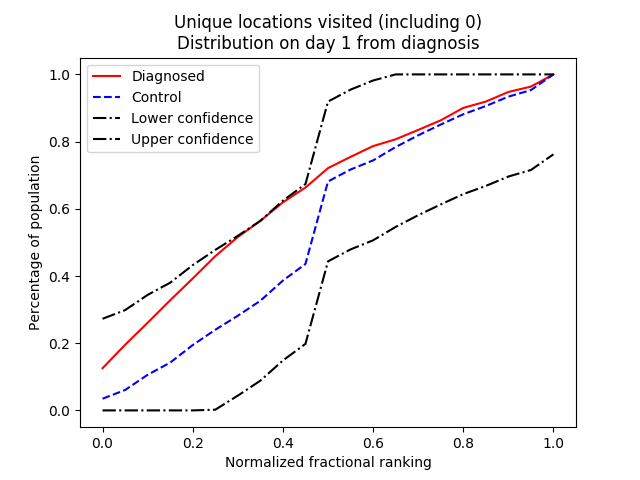 Unique locations visited (including 0)
Distribution on day 1 from diagnosis
Diagnosed
Control
Lower confidence
Upper confidence
Percentage of population
1.0
0.8
0.6
0.4
0.2
0.0
0.0 0.2 0.4 0.6 0.8 1.0
Normalized fractional ranking